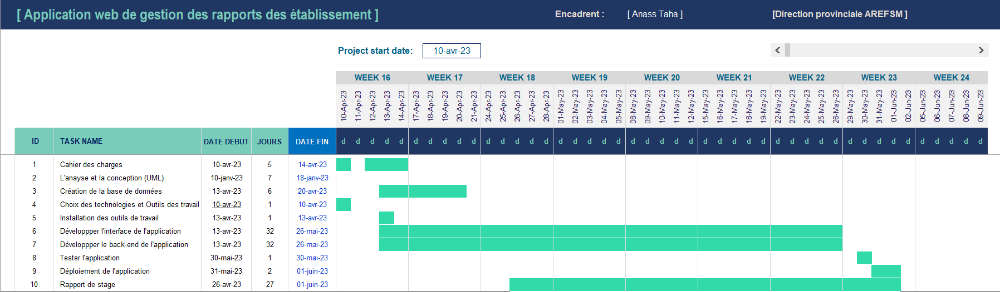 [ Application web de gestion des rapports des établissement ] Encadrent : [ Anass Taha ] [Direction provinciale AREFSM ]
Project start date: 10-avr-23
WEEK 16 WEEK 17 WEEK 18 WEEK 19 WEEK 20 WEEK 21 WEEK 22 WEEK 23 WEEK 24
10-Apr-23 11-Apr-23 12-Apr-23 13-Apr-23 14-Apr-23 17-Apr-23 18-Apr-23 19-Apr-23 20-Apr-23 21-Apr-23 24-Apr-23 25-Apr-23 26-Apr-23 27-Apr-23 28-Apr-23 01-May-23 02-May-23 03-May-23 04-May-23 05-May-23 08-May-23 09-May-23 10-May-23 11-May-23 12-May-23 15-May-23 16-May-23 17-May-23 18-May-23 19-May-23 22-May-23 23-May-23 24-May-23 25-May-23 26-May-23 29-May-23 30-May-23 31-May-23 01-Jun-23 02-Jun-23 05-Jun-23 06-Jun-23 07-Jun-23 08-Jun-23 09-Jun-23
ID TASK NAME DATE DEBUT JOURS DATE FIN d d d d d d d d d d d d d d d d d d d d d d d d d d d d d d d d d d d d d d d d d d d d d
1 Cahier des charges 10-avr-23 5 14-avr-23
2 L'anayse et la conception (UML) 10-janv-23 7 18-janv-23
3 Création de la base de données 13-avr-23 6 20-avr-23
4 Choix des technologies et Outils des travail 10-avr-23 1 10-avr-23
5 Installation des outils de travail 13-avr-23 1 13-avr-23
6 Développper l'interface de l'application 13-avr-23 32 26-mai-23
7 Développper le back-end de l'application 13-avr-23 32 26-mai-23
8 Tester l'application 30-mai-23 1 30-mai-23
9 Déploiement de l'application 31-mai-23 2 01-juin-23
10 Rapport de stage 26-avr-23 27 01-juin-23